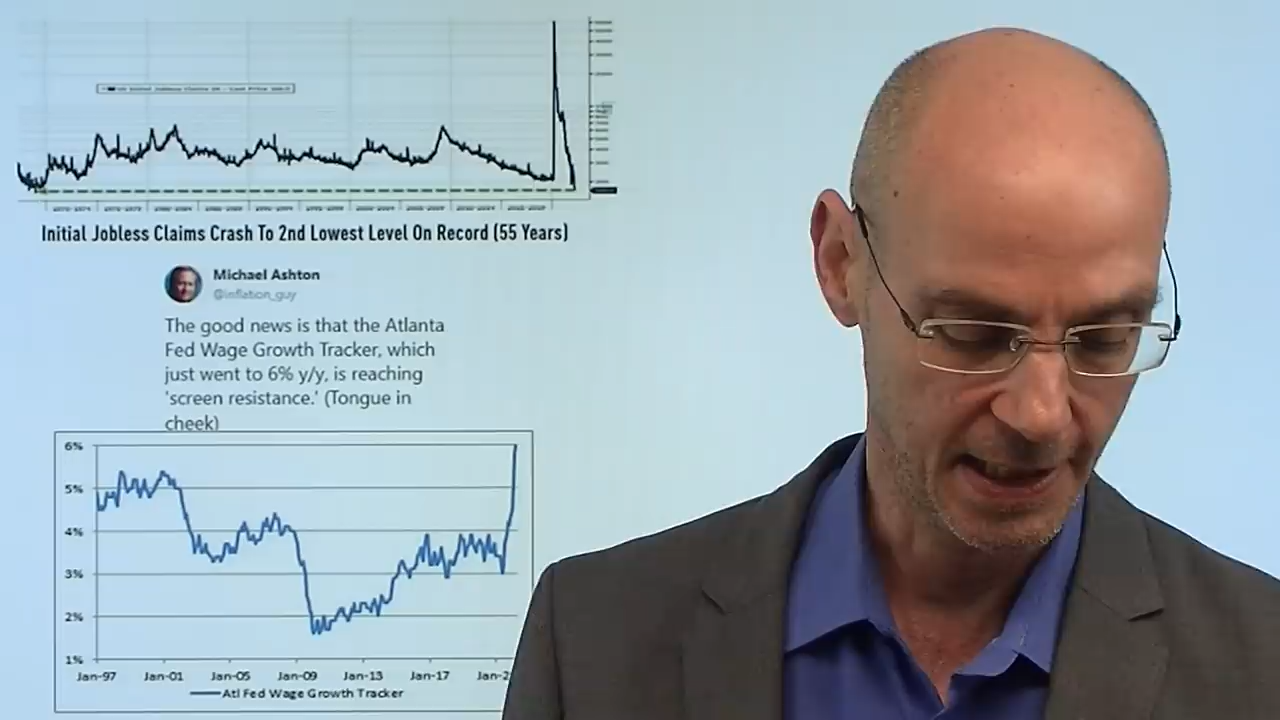 Initial Jobless Claims Crash To 2nd Lowest Level On Record (55 Years)
Michael Ashton
@inflation_guy
The good news is that the Atlanta
Fed Wage Growth Tracker, which
just went to 6% y/y, is reaching
'screen resistance.' (Tongue in
cheek)
6%
5%
4%
3%
2%
1%
Jan-97 Jan-01 Jan-05 Jan-09 Jan-13 Jan-17 Jan-2
Atl Fed Wage Growth Tracker